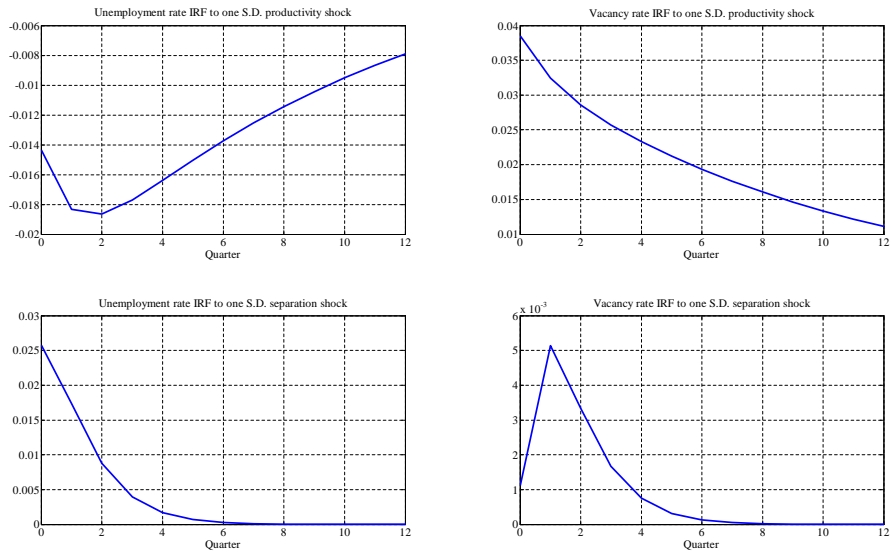 Unemployment rate IRF to one S.D. productivity shock
-0.006
-0.008
-0.01
-0.012
-0.014
-0.016
-0.018
-0.02
0 2 4 6 8 10 12
Quarter
Vacancy rate IRF to one S.D. productivity shock
0.04
0.035
0.03
0.025
0.02
0.015
0.01
0 2 4 6 8 10 12
Quarter
Unemployment rate IRF to one S.D. separation shock
0.03
0.025
0.02
0.015
0.01
0.005
0
0 2 4 6 8 10 12
Quarter
Vacancy rate IRF to one S.D. separation shock
x 10⁻³
6
5
4
3
2
1
0
0 2 4 6 8 10 12
Quarter